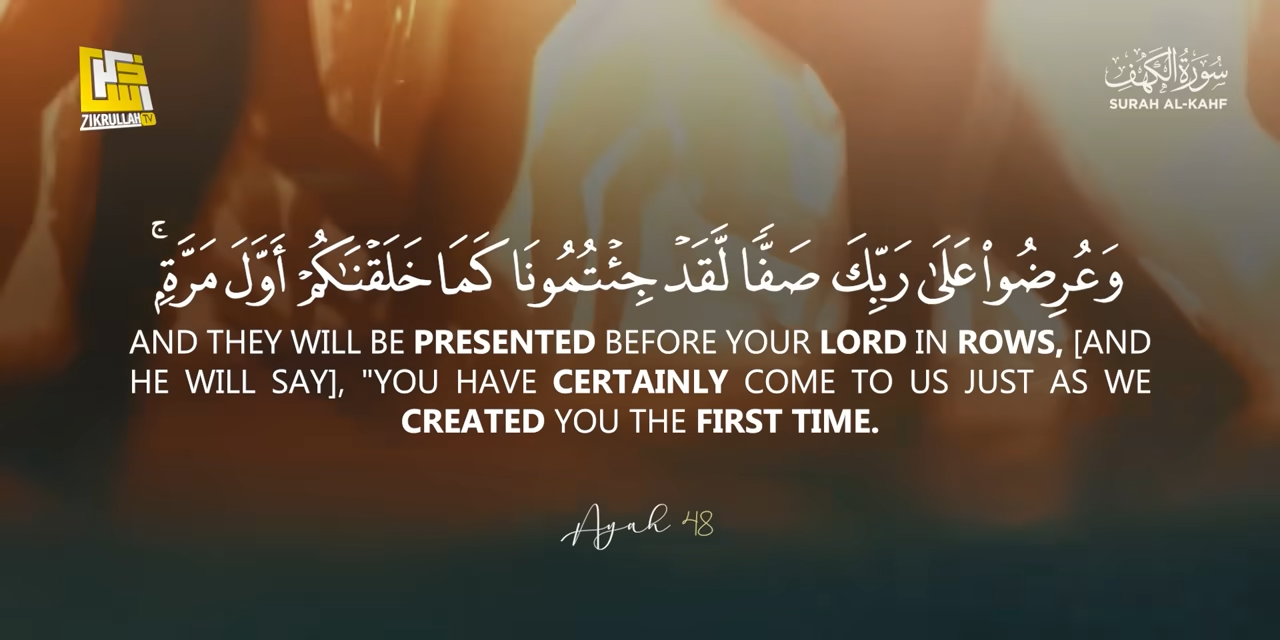 ذكر الله
ZIKRULLAH TV
سُورَةُ الْكَهْفِ
SURAH AL-KAHF
وَعُرِضُوا۟ عَلَىٰ رَبِّكَ صَفًّا لَّقَدْ جِئْتُمُونَا كَمَا خَلَقْنَـٰكُمْ أَوَّلَ مَرَّةٍۭ ۚ
AND THEY WILL BE PRESENTED BEFORE YOUR LORD IN ROWS, [AND
HE WILL SAY], "YOU HAVE CERTAINLY COME TO US JUST AS WE
CREATED YOU THE FIRST TIME.
Ayah 48